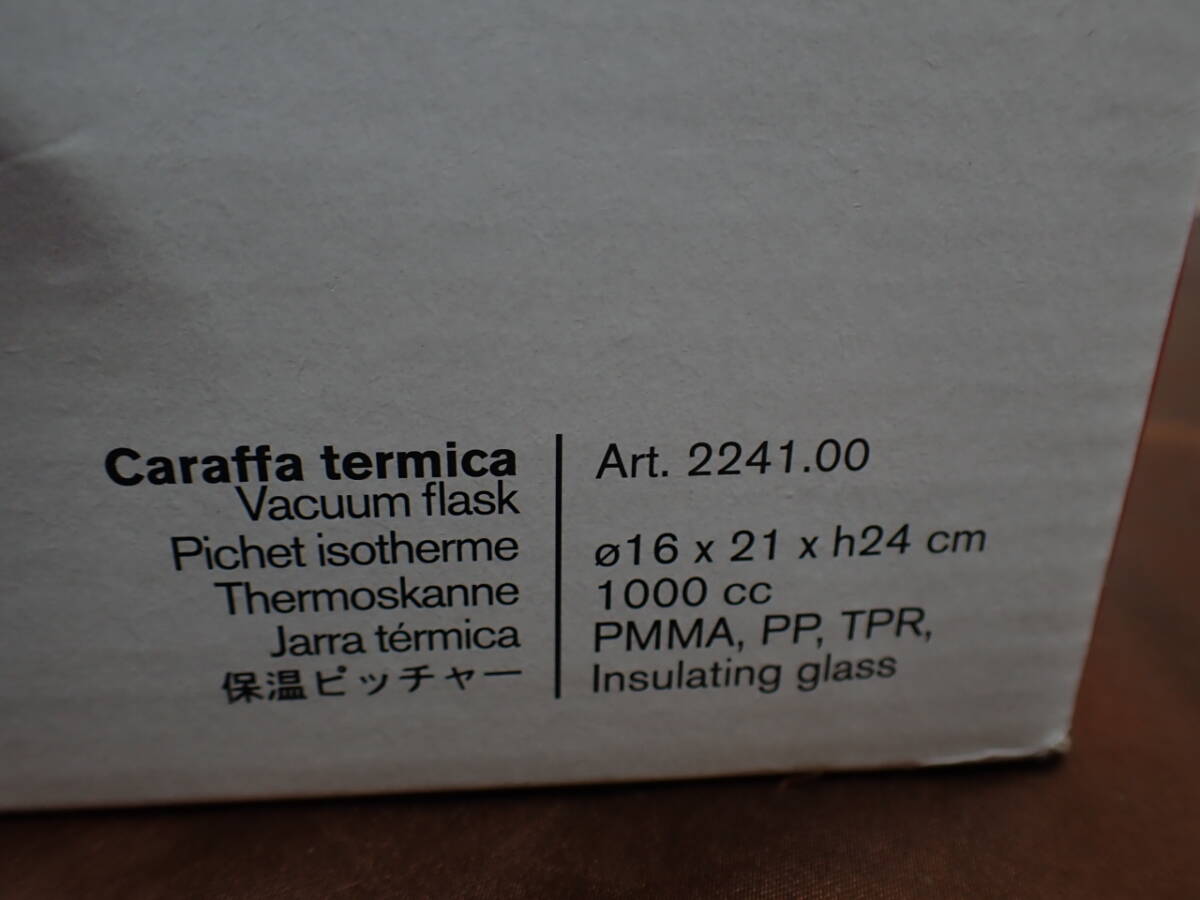 Caraffa termica
Vacuum flask
Pichet isotherme
Thermoskanne
Jarra térmica
保温ピッチャー
Art. 2241.00
ø16 x 21 x h24 cm
1000 cc
PMMA, PP, TPR,
Insulating glass